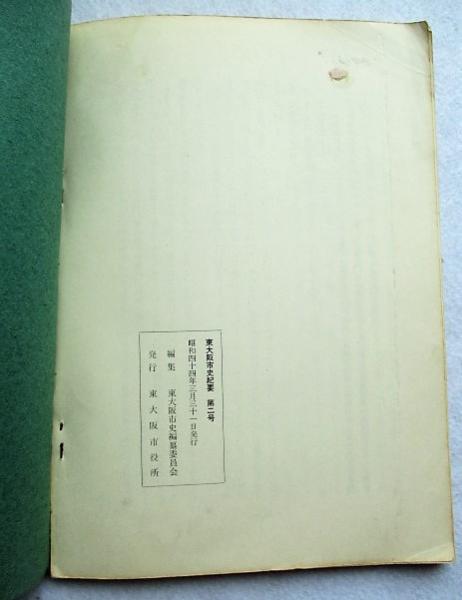 東大阪市史紀要 第二号
昭和四十四年三月三十一日発行
編集 東大阪市史編纂委員会
発行 東大阪市役所